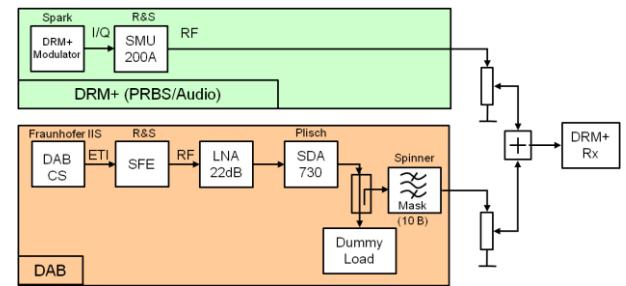 Spark
R&S
DRM+
Modulator
I/Q
SMU
200A
RF
DRM+ (PRBS/Audio)
Fraunhofer IIS
R&S
Plisch
Spinner
DAB
CS
ETI
SFE
RF
LNA
22dB
SDA
730
Mask
(10 B)
Dummy
Load
DAB
+
DRM+
Rx